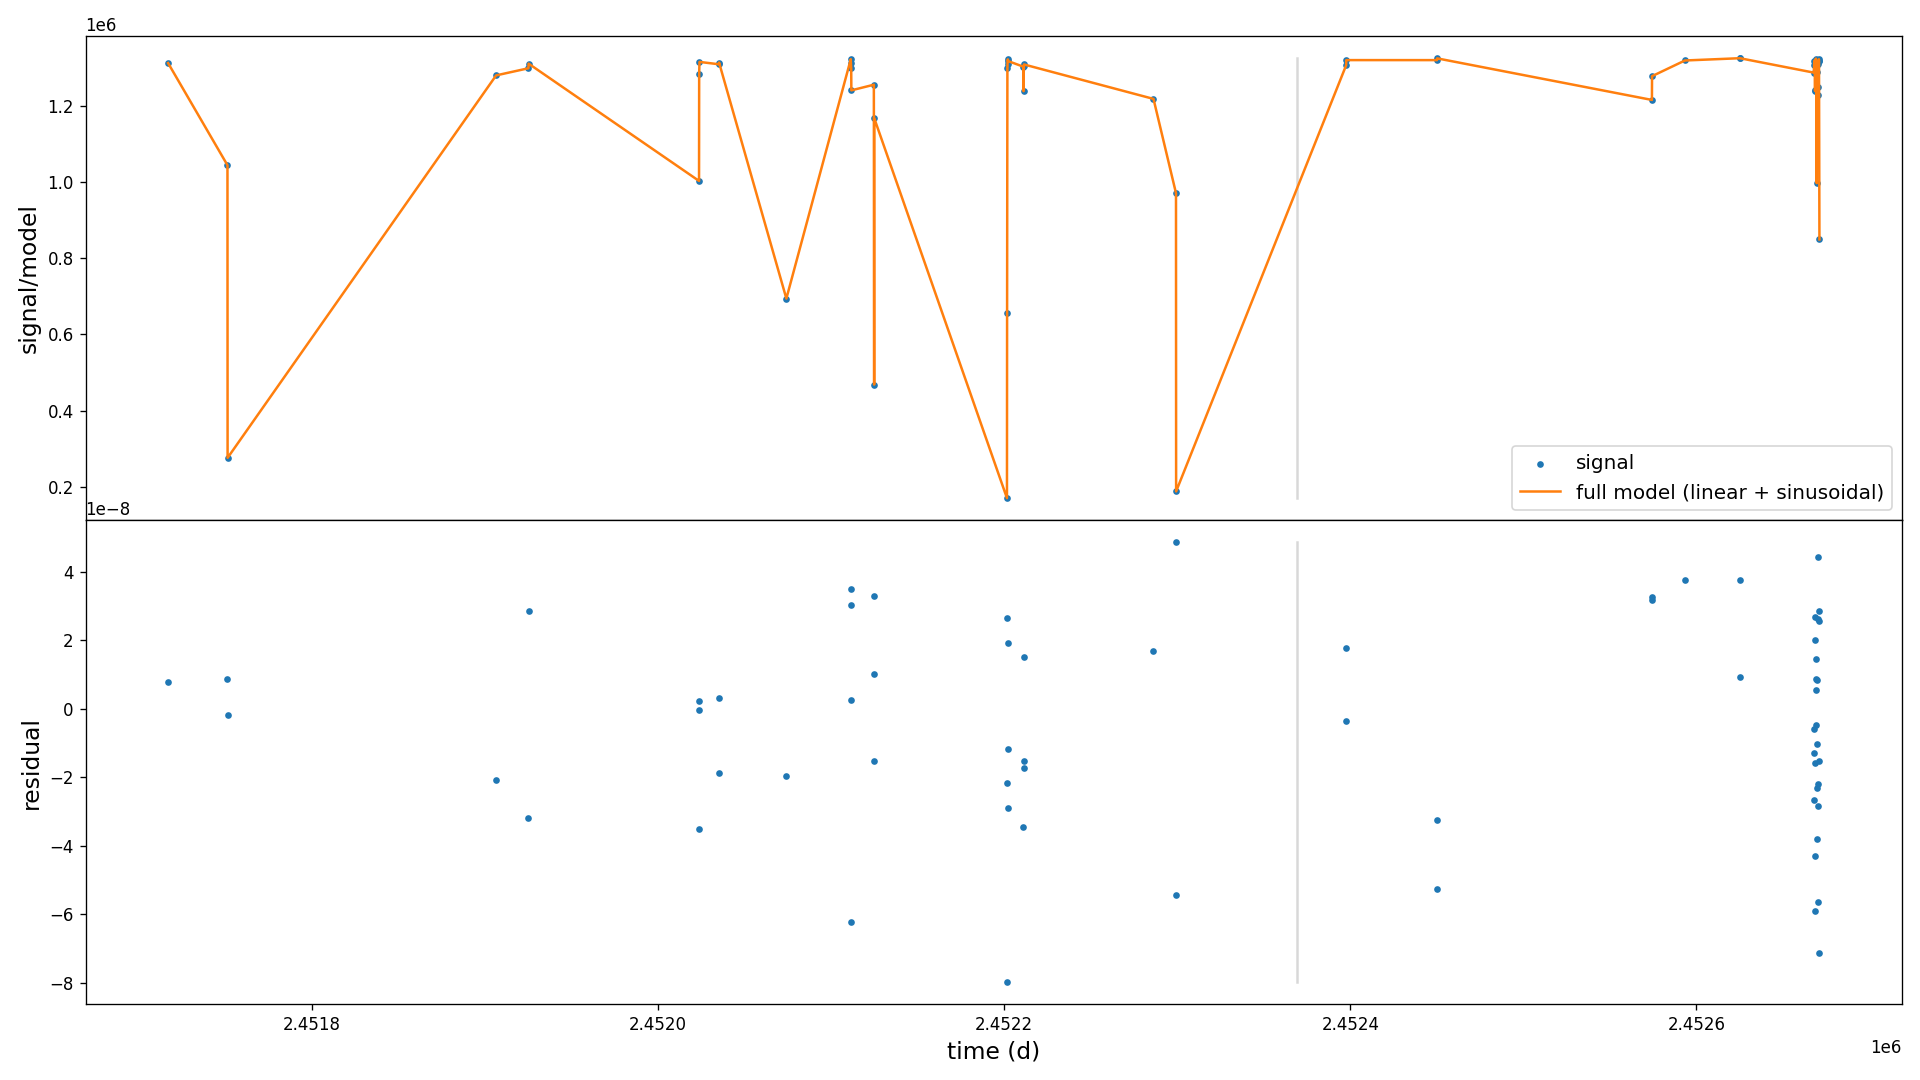 1e6
1.2
1.0
0.8
0.6
0.4
0.2
signal/model
signal
full model (linear + sinusoidal)
1e−8
4
2
0
−2
−4
−6
−8
residual
2.4518
2.4520
2.4522
2.4524
2.4526
1e6
time (d)